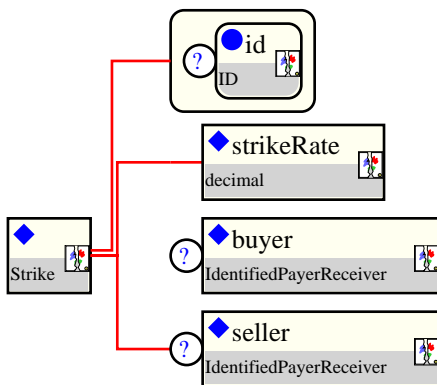 ? id
ID
strikeRate
decimal
Strike
? buyer
IdentifiedPayerReceiver
? seller
IdentifiedPayerReceiver